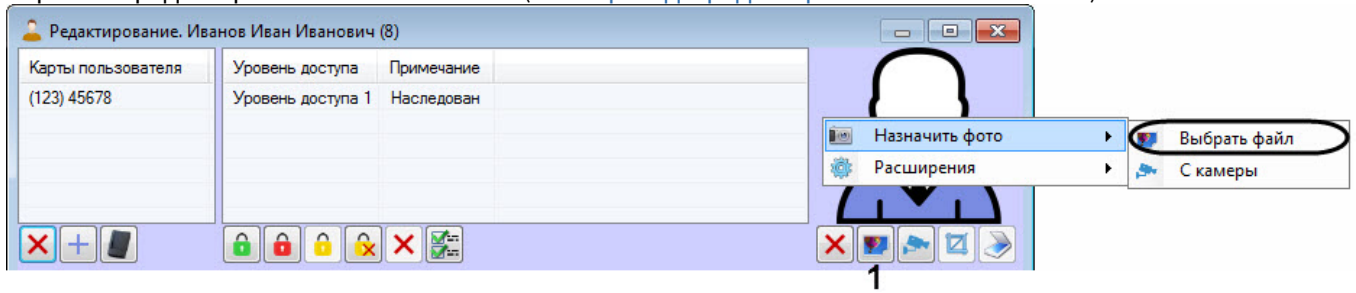 Редактирование. Иванов Иван Иванович (8)
Карты пользователя Уровень доступа Примечание
(123) 45678 Уровень доступа 1 Наследован
Назначить фото Выбрать файл
Расширения С камеры
1